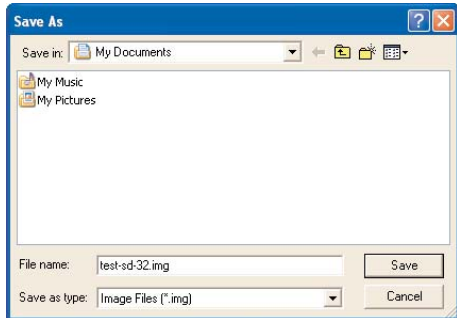 Save As
Save in: My Documents
My Music
My Pictures
File name: test-sd-32.img Save
Save as type: Image Files (*.img) Cancel